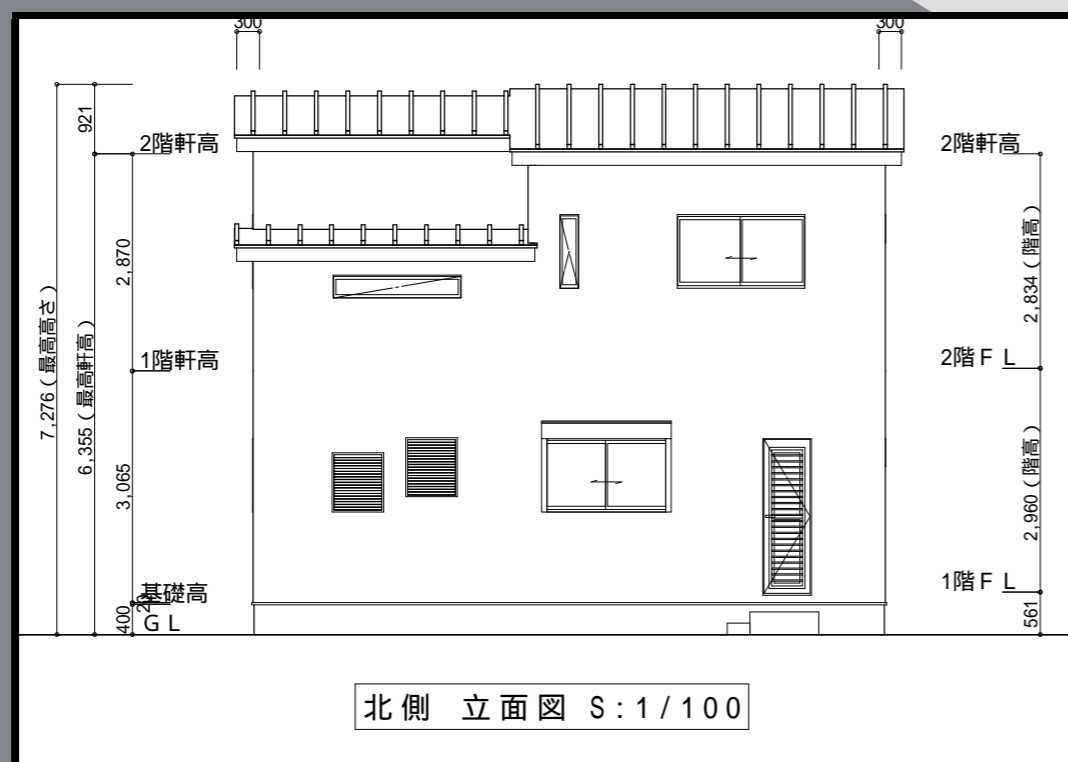 300
300
921
2階軒高
2階軒高
2,870
2,834(階高)
7,276(最高高さ)
6,355(最高軒高)
1階軒高
2階ＦＬ
3,065
2,960(階高)
基礎高
20
1階ＦＬ
400
ＧＬ
561
北側 立面図 S:1/100